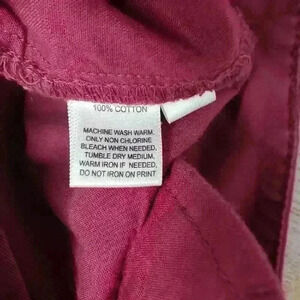 100% COTTON
MACHINE WASH WARM.
ONLY NON CHLORINE
BLEACH WHEN NEEDED,
TUMBLE DRY MEDIUM,
WARM IRON IF NEEDED,
DO NOT IRON ON PRINT